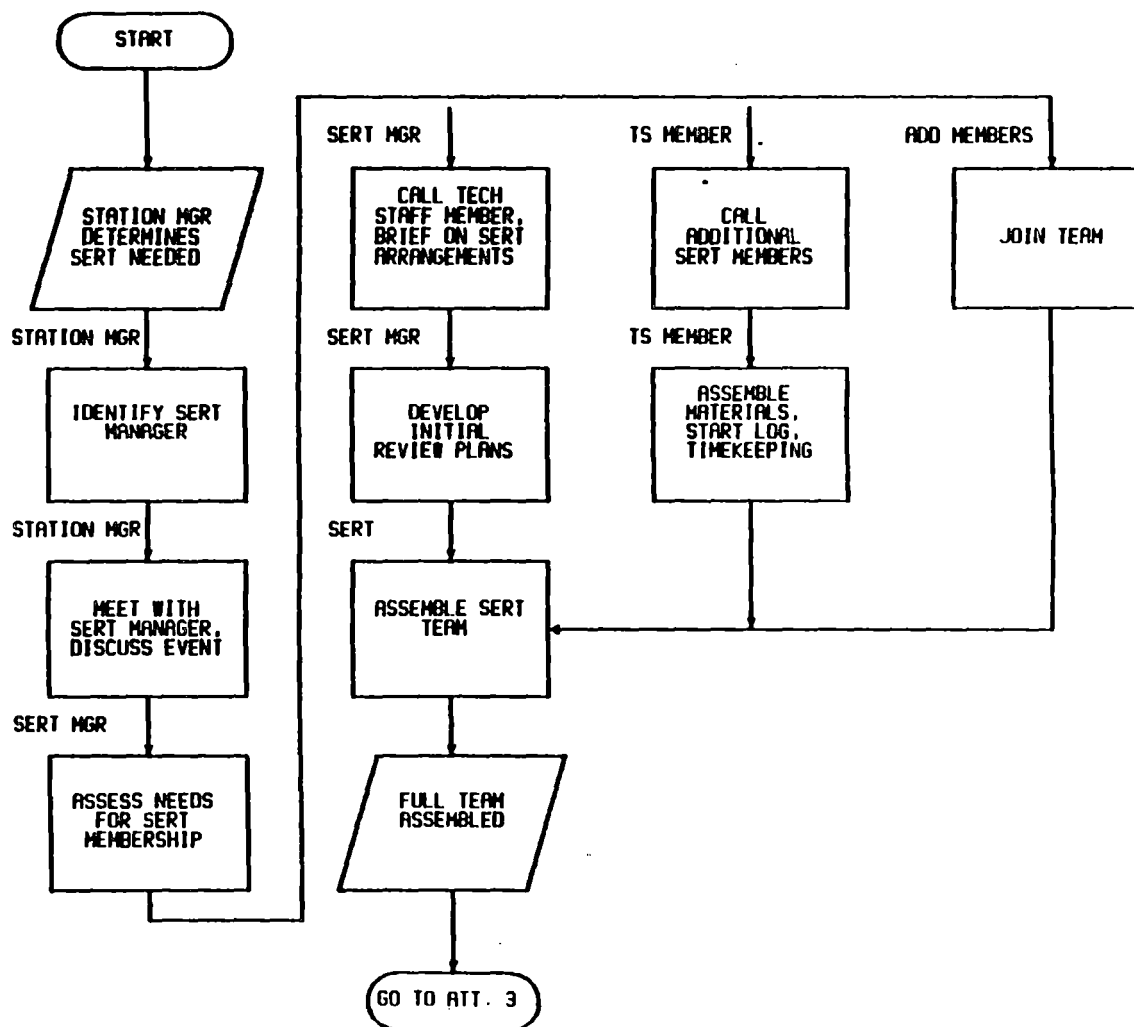 START
STATION MGR
DETERMINES
SERT NEEDED
STATION MGR
IDENTIFY SERT
MANAGER
STATION MGR
MEET WITH
SERT MANAGER,
DISCUSS EVENT
SERT MGR
ASSESS NEEDS
FOR SERT
MEMBERSHIP
SERT MGR
CALL TECH
STAFF MEMBER,
BRIEF ON SERT
ARRANGEMENTS
SERT MGR
DEVELOP
INITIAL
REVIEW PLANS
SERT
ASSEMBLE SERT
TEAM
FULL TEAM
ASSEMBLED
GO TO ATT. 3
TS MEMBER
CALL
ADDITIONAL
SERT MEMBERS
TS MEMBER
ASSEMBLE
MATERIALS,
START LOG,
TIMEKEEPING
ADD MEMBERS
JOIN TEAM